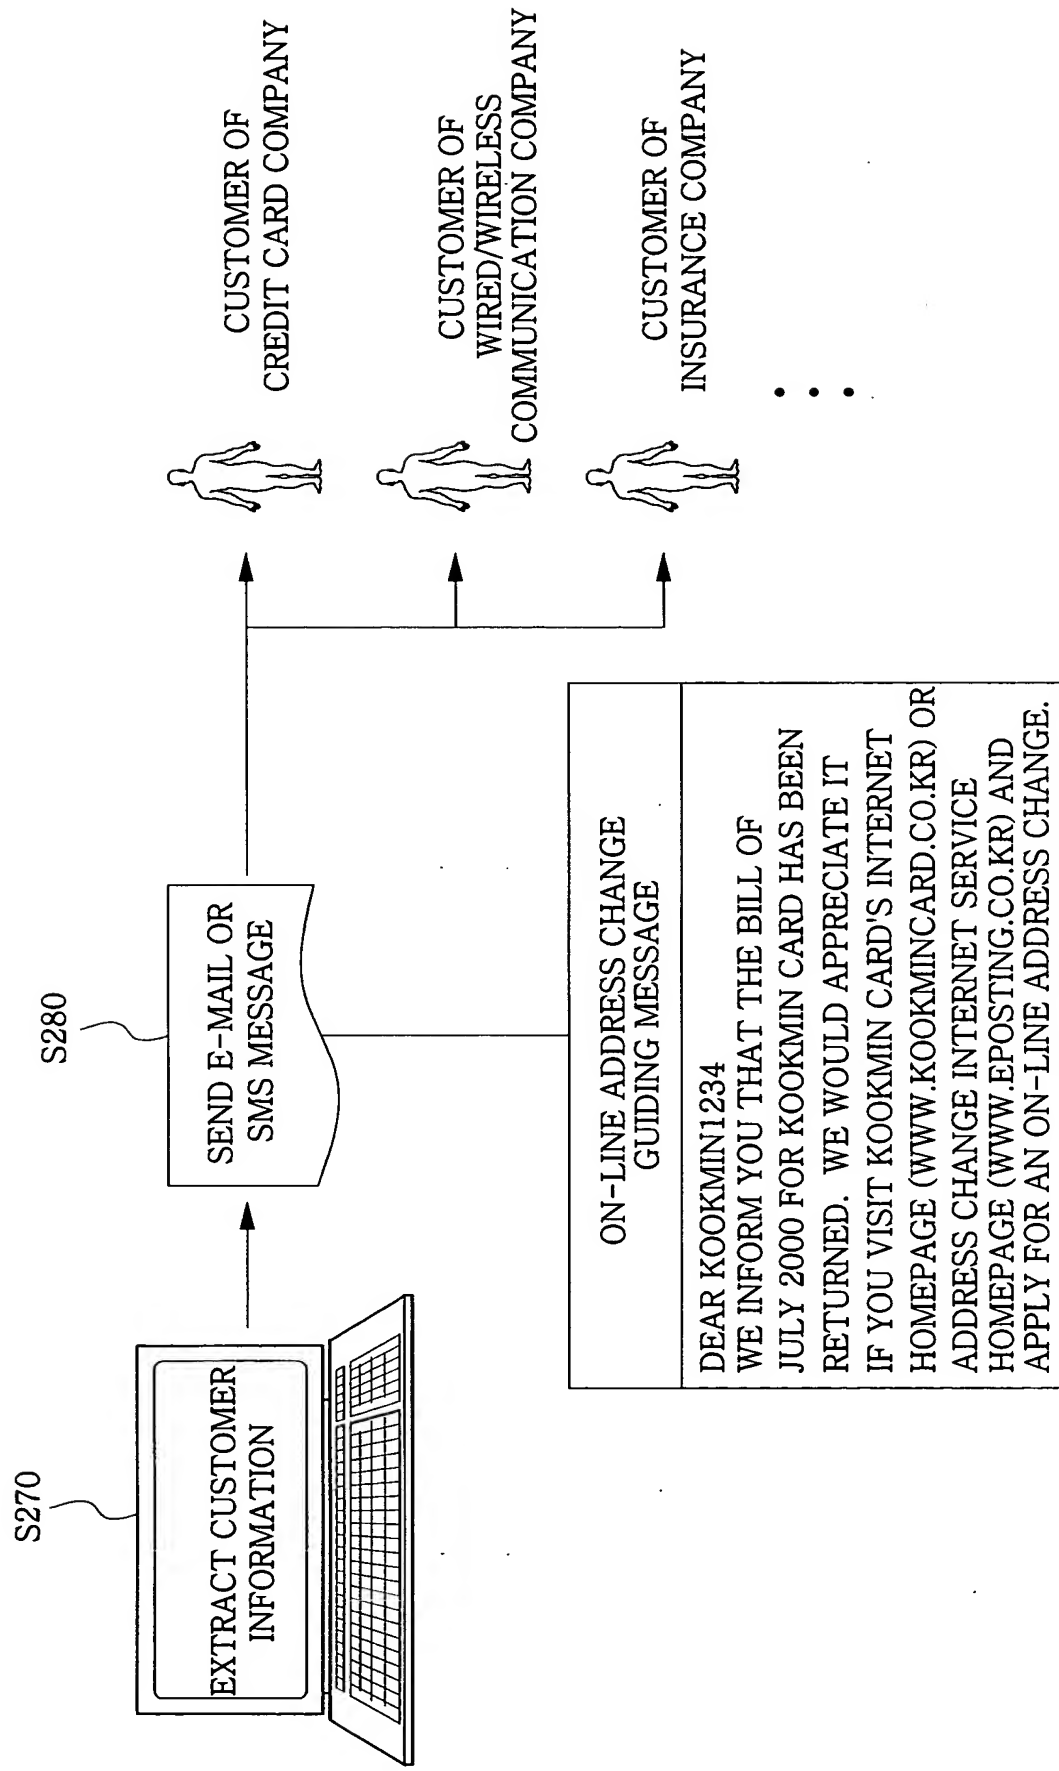 S270
EXTRACT CUSTOMER
INFORMATION
S280
SEND E-MAIL OR
SMS MESSAGE
CUSTOMER OF
CREDIT CARD COMPANY
CUSTOMER OF
WIRED/WIRELESS
COMMUNICATION COMPANY
CUSTOMER OF
INSURANCE COMPANY
ON-LINE ADDRESS CHANGE
GUIDING MESSAGE
DEAR KOOKMIN1234
WE INFORM YOU THAT THE BILL OF
JULY 2000 FOR KOOKMIN CARD HAS BEEN
RETURNED. WE WOULD APPRECIATE IT
IF YOU VISIT KOOKMIN CARD'S INTERNET
HOMEPAGE (WWW.KOOKMINCARD.CO.KR) OR
ADDRESS CHANGE INTERNET SERVICE
HOMEPAGE (WWW.EPOSTING.CO.KR) AND
APPLY FOR AN ON-LINE ADDRESS CHANGE.